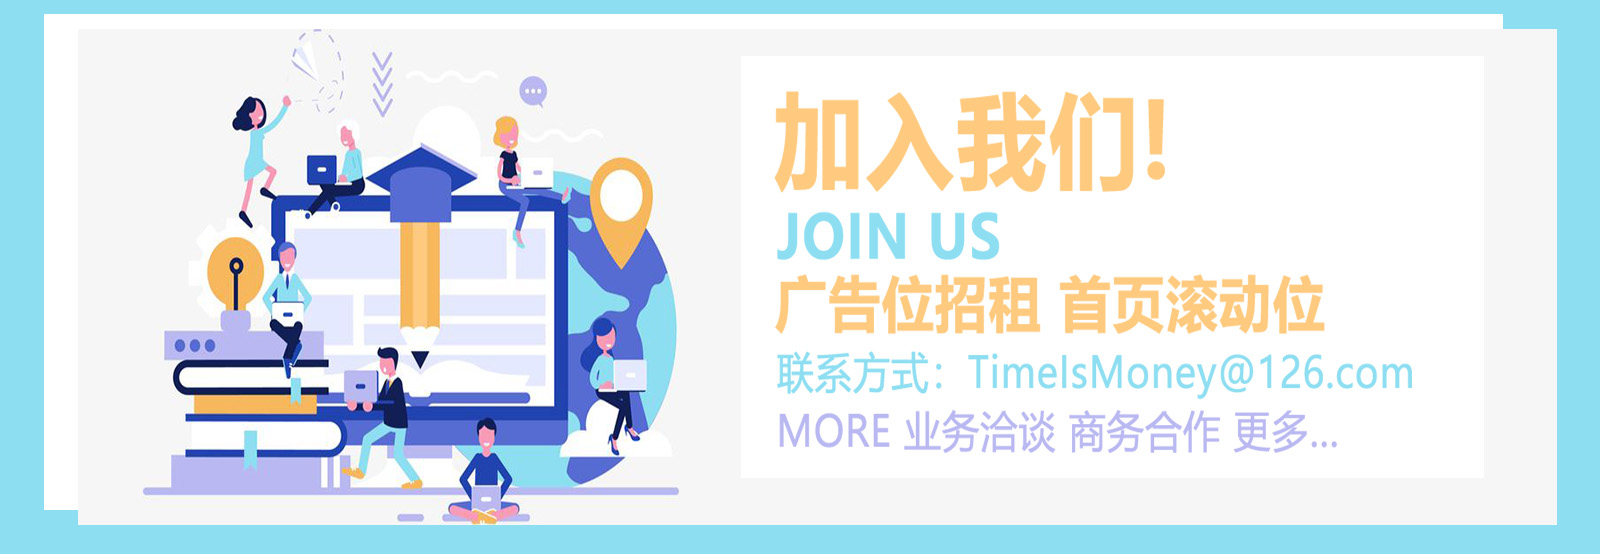 加入我们!
JOIN US
广告位招租 首页滚动位
联系方式：TimeIsMoney@126.com
MORE 业务洽谈 商务合作 更多...